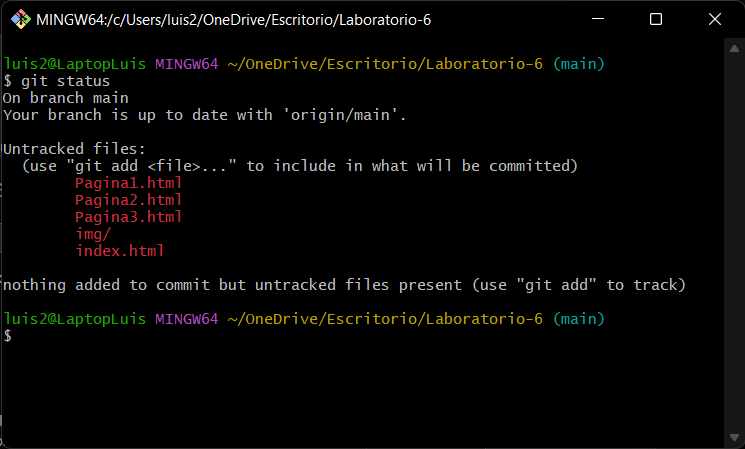 MINGW64:/c/Users/luis2/OneDrive/Escritorio/Laboratorio-6
luis2@LaptopLuis MINGW64 ~/OneDrive/Escritorio/Laboratorio-6 (main)
$ git status
On branch main
Your branch is up to date with 'origin/main'.
Untracked files:
(use "git add <file>..." to include in what will be committed)
Pagina1.html
Pagina2.html
Pagina3.html
img/
index.html
nothing added to commit but untracked files present (use "git add" to track)
luis2@LaptopLuis MINGW64 ~/OneDrive/Escritorio/Laboratorio-6 (main)
$